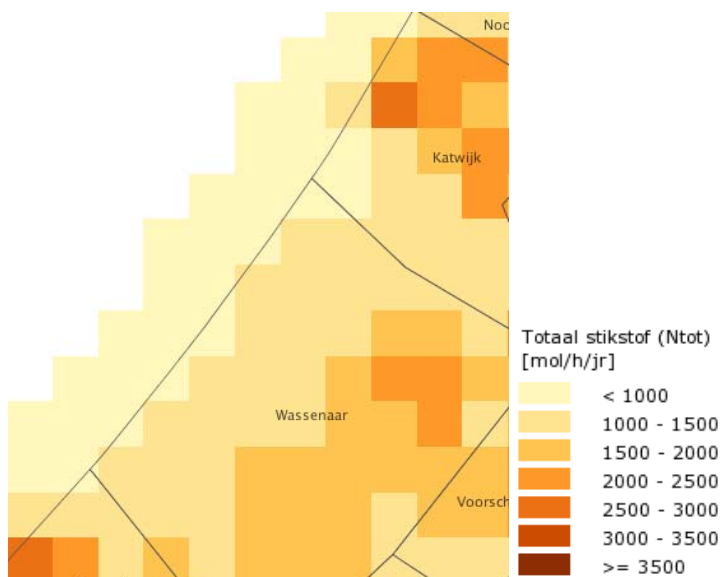 Noo
Katwijk
Wassenaar
Voorsch
Totaal stikstof (Ntot)
[mol/h/jr]
< 1000
1000 - 1500
1500 - 2000
2000 - 2500
2500 - 3000
3000 - 3500
>= 3500